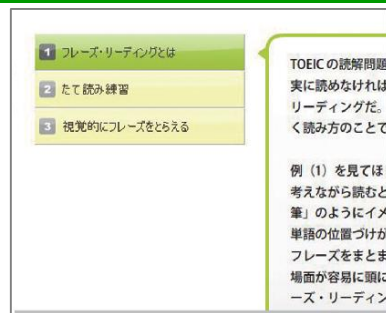 1 フレーズ・リーディングとは
2 たて読み練習
3 視覚的にフレーズをとらえる
TOEIC の読解問題
実に読めなければ
リーディングだ。
く読み方のことで
例（1）を見てほ
考えながら読むと
筆」のようにイメ
単語の位置づけが
フレーズをまとま
場面が容易に頭に
ーズ・リーディン